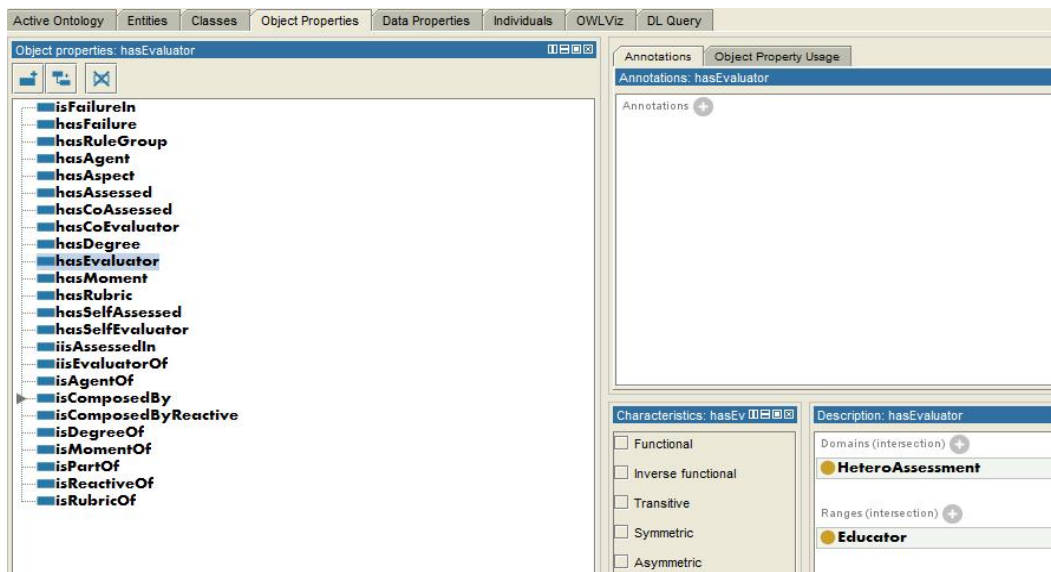 Active Ontology Entities Classes Object Properties Data Properties Individuals OWLViz DL Query
Object properties: hasEvaluator
isFailureIn
hasFailure
hasRuleGroup
hasAgent
hasAspect
hasAssessed
hasCoAssessed
hasCoEvaluator
hasDegree
hasEvaluator
hasMoment
hasRubric
hasSelfAssessed
hasSelfEvaluator
iisAssessedIn
iisEvaluatorOf
isAgentOf
isComposedBy
isComposedByReactive
isDegreeOf
isMomentOf
isPartOf
isReactiveOf
isRubricOf
Annotations Object Property Usage
Annotations: hasEvaluator
Annotations
Characteristics: hasEv
Functional
Inverse functional
Transitive
Symmetric
Asymmetric
Description: hasEvaluator
Domains (intersection)
HeteroAssessment
Ranges (intersection)
Educator